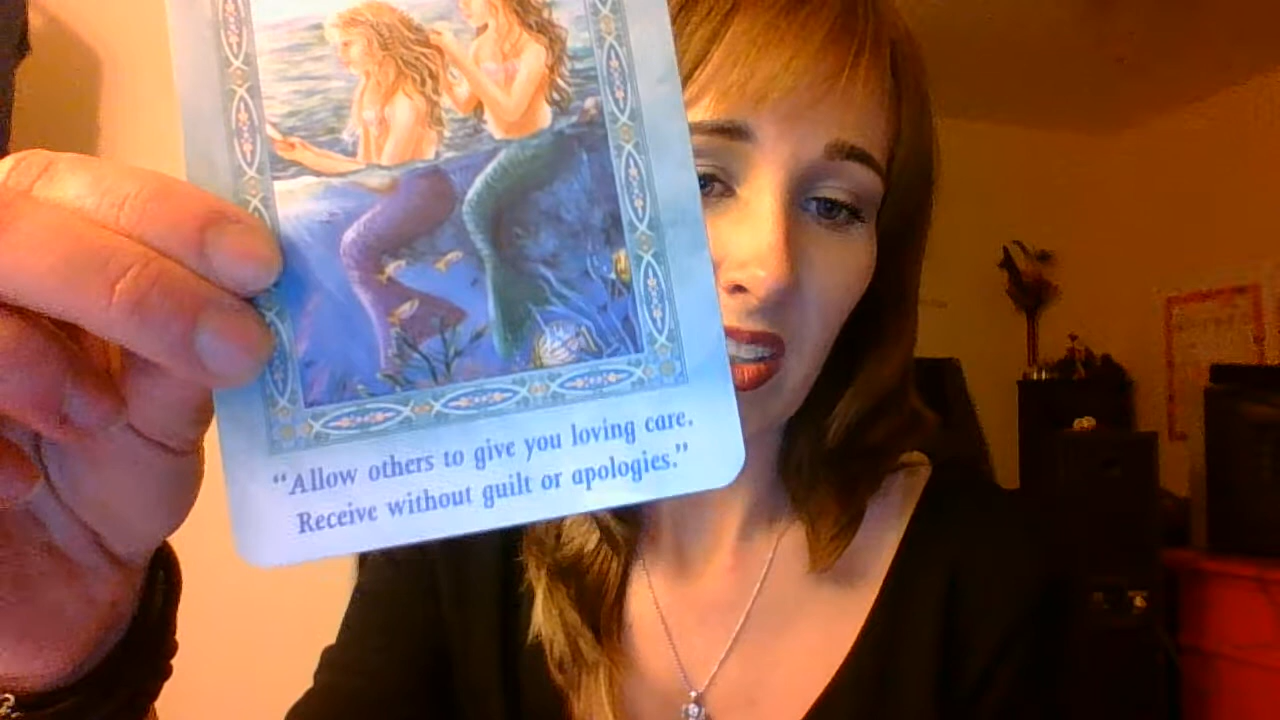 “Allow others to give you loving care.
Receive without guilt or apologies.”